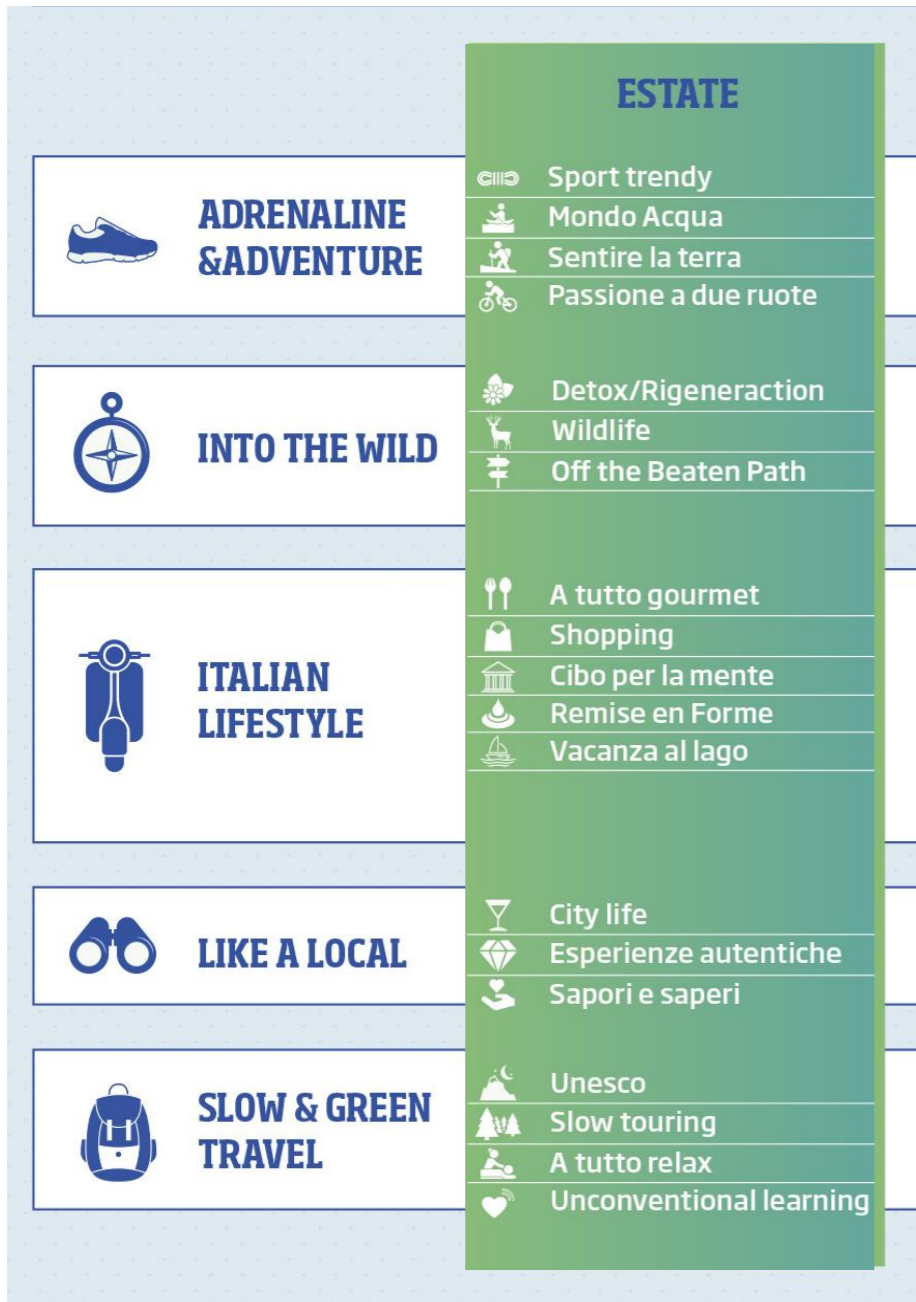 ESTATE
ADRENALINE
&ADVENTURE
Sport trendy
Mondo Acqua
Sentire la terra
Passione a due ruote
INTO THE WILD
Detox/Rigeneraction
Wildlife
Off the Beaten Path
ITALIAN
LIFESTYLE
A tutto gourmet
Shopping
Cibo per la mente
Remise en Forme
Vacanza al lago
LIKE A LOCAL
City life
Esperienze autentiche
Sapori e saperi
SLOW & GREEN
TRAVEL
Unesco
Slow touring
A tutto relax
Unconventional learning